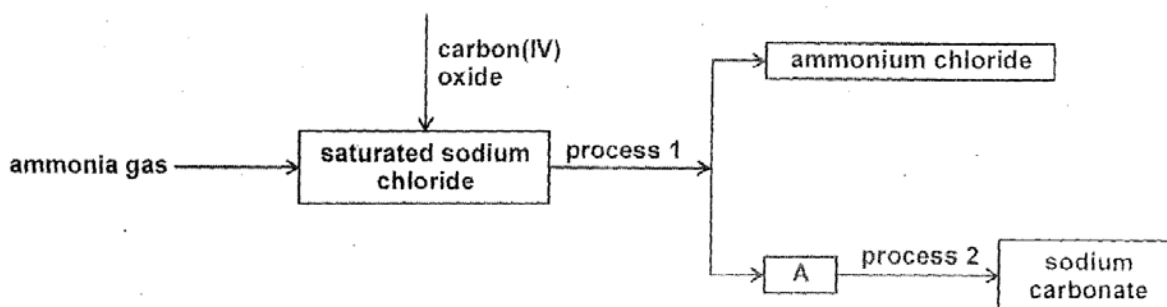 carbon(IV)
oxide
ammonium chloride
ammonia gas
saturated sodium
chloride
process 1
A
process 2
sodium
carbonate